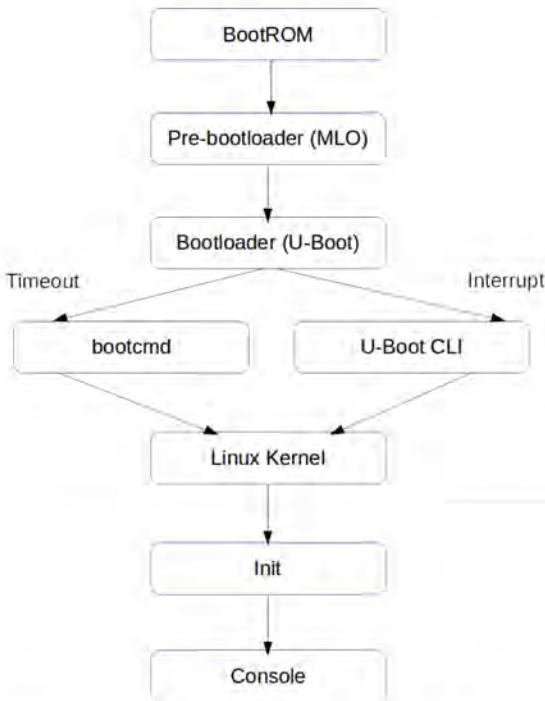 BootROM
Pre-bootloader (MLO)
Bootloader (U-Boot)
Timeout
Interrupt
bootcmd
U-Boot CLI
Linux Kernel
Init
Console